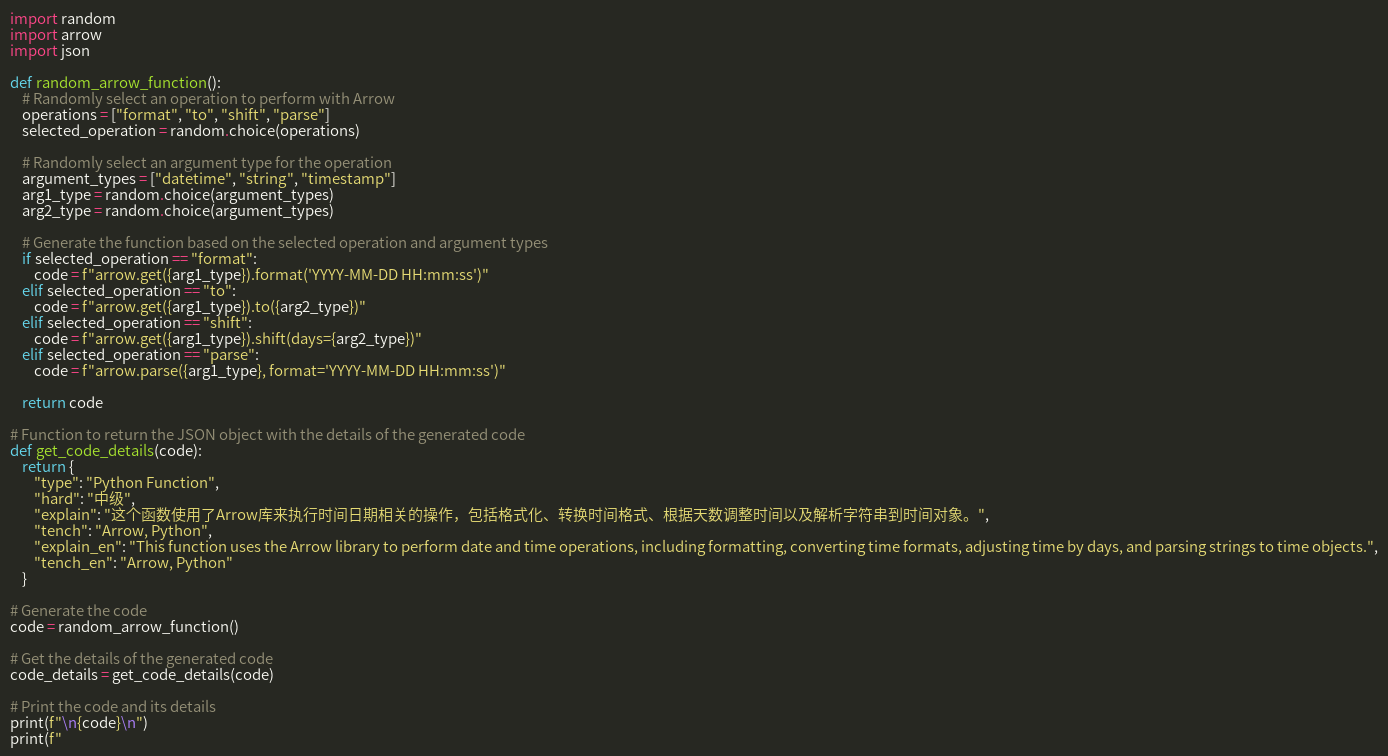 import random
import arrow
import json

def random_arrow_function():
    # Randomly select an operation to perform with Arrow
    operations = ["format", "to", "shift", "parse"]
    selected_operation = random.choice(operations)

    # Randomly select an argument type for the operation
    argument_types = ["datetime", "string", "timestamp"]
    arg1_type = random.choice(argument_types)
    arg2_type = random.choice(argument_types)

    # Generate the function based on the selected operation and argument types
    if selected_operation == "format":
        code = f"arrow.get({arg1_type}).format('YYYY-MM-DD HH:mm:ss')"
    elif selected_operation == "to":
        code = f"arrow.get({arg1_type}).to({arg2_type})"
    elif selected_operation == "shift":
        code = f"arrow.get({arg1_type}).shift(days={arg2_type})"
    elif selected_operation == "parse":
        code = f"arrow.parse({arg1_type}, format='YYYY-MM-DD HH:mm:ss')"

    return code

# Function to return the JSON object with the details of the generated code
def get_code_details(code):
    return {
        "type": "Python Function",
        "hard": "中级",
        "explain": "这个函数使用了Arrow库来执行时间日期相关的操作，包括格式化、转换时间格式、根据天数调整时间以及解析字符串到时间对象。",
        "tench": "Arrow, Python",
        "explain_en": "This function uses the Arrow library to perform date and time operations, including formatting, converting time formats, adjusting time by days, and parsing strings to time objects.",
        "tench_en": "Arrow, Python"
    }

# Generate the code
code = random_arrow_function()

# Get the details of the generated code
code_details = get_code_details(code)

# Print the code and its details
print(f"\n{code}\n")
print(f"